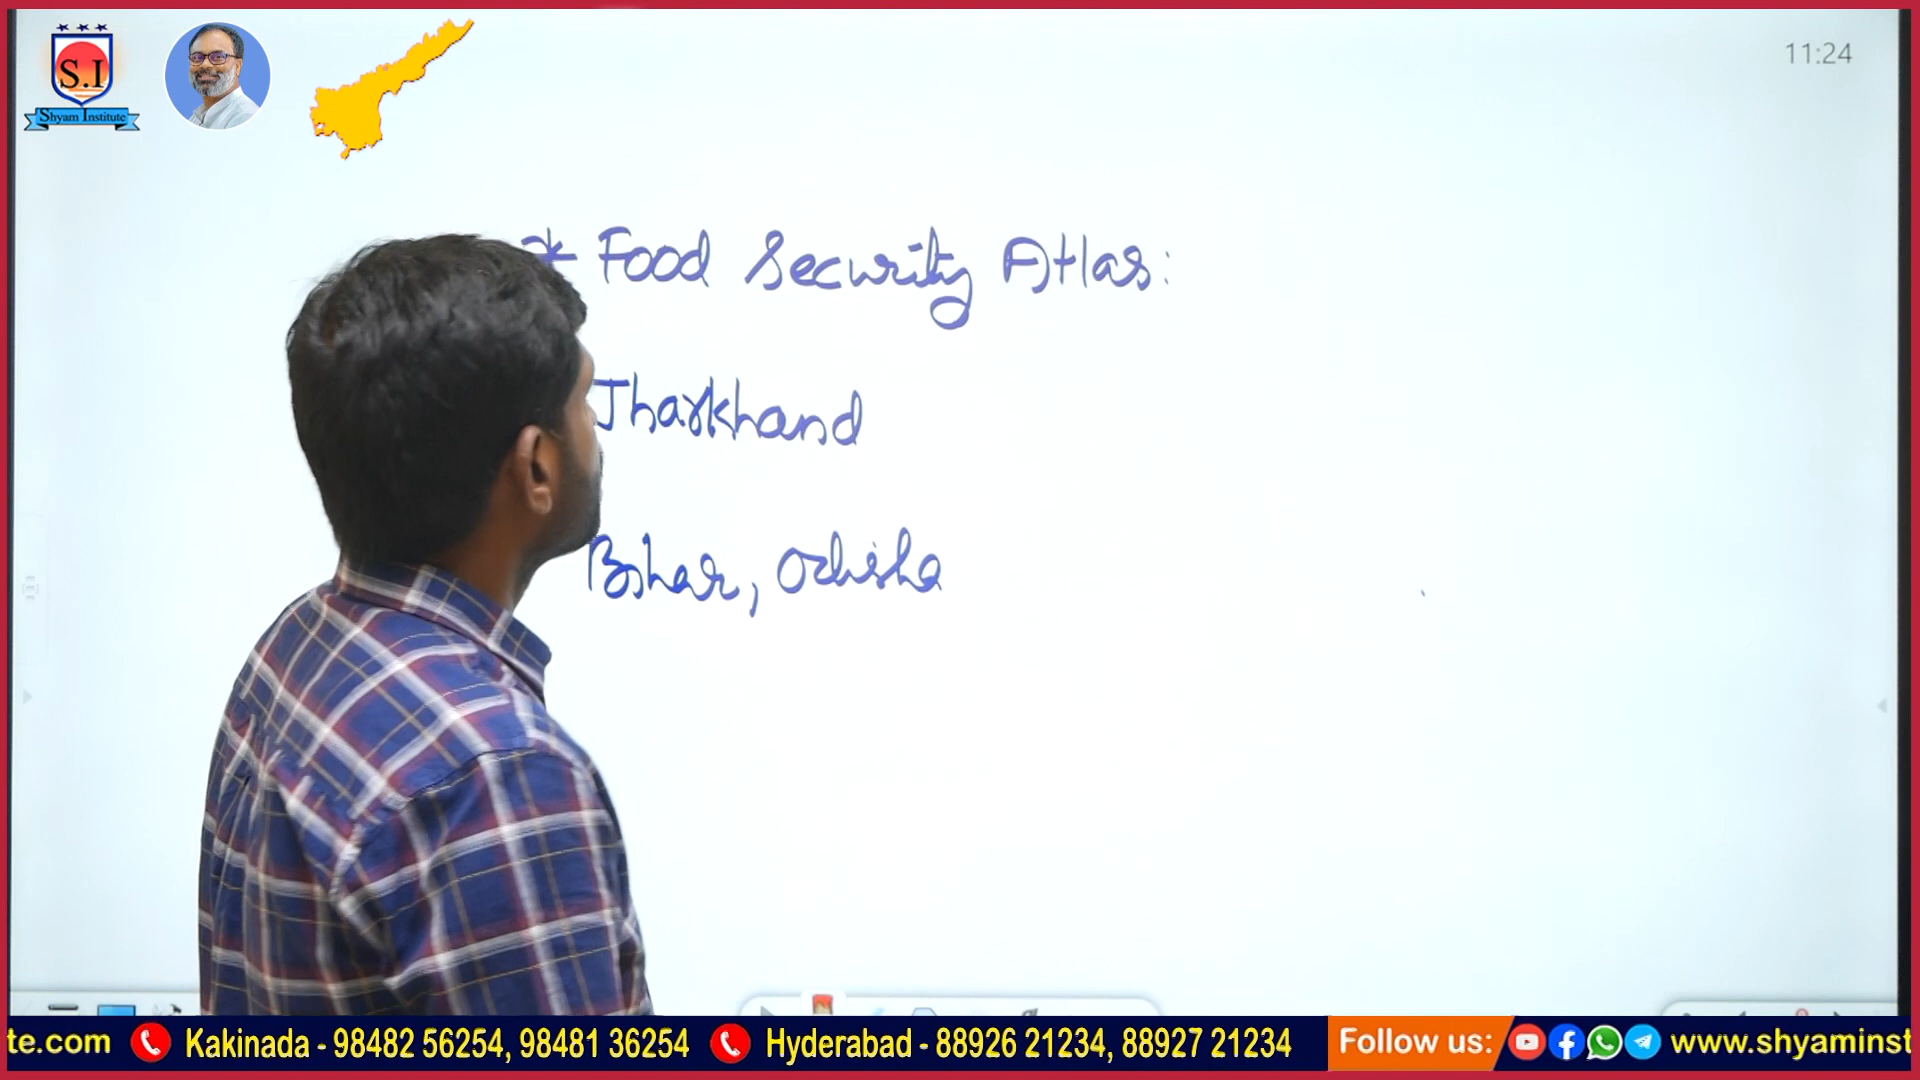 S.I
Shyam Institute
11:24
* Food Security Atlas:
Jharkhand
Bihar, Odisha
te.com Kakinada - 98482 56254, 98481 36254 Hyderabad - 88926 21234, 88927 21234 Follow us: www.shyaminst